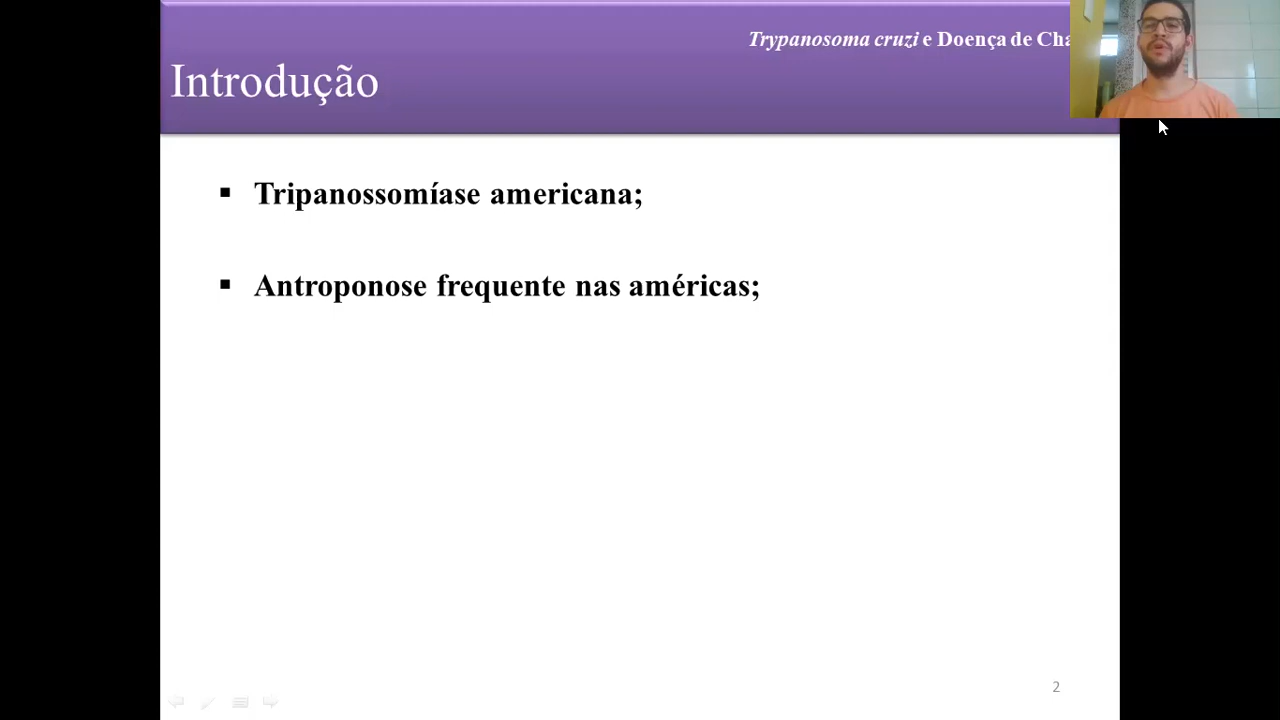 Trypanosoma cruzi e Doença de Cha
Introdução
▪ Tripanossomíase americana;
▪ Antroponose frequente nas américas;
2